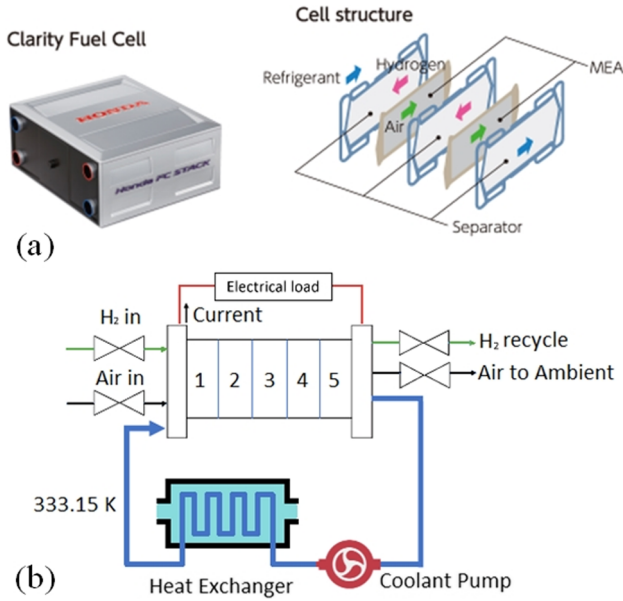 Clarity Fuel Cell
HONDA
Honda FC STACK
(a)
Cell structure
Refrigerant
Hydrogen
Air
MEA
Separator
Electrical load
H₂ in
Current
Air in
1 2 3 4 5
H₂ recycle
Air to Ambient
333.15 K
Heat Exchanger
Coolant Pump
(b)